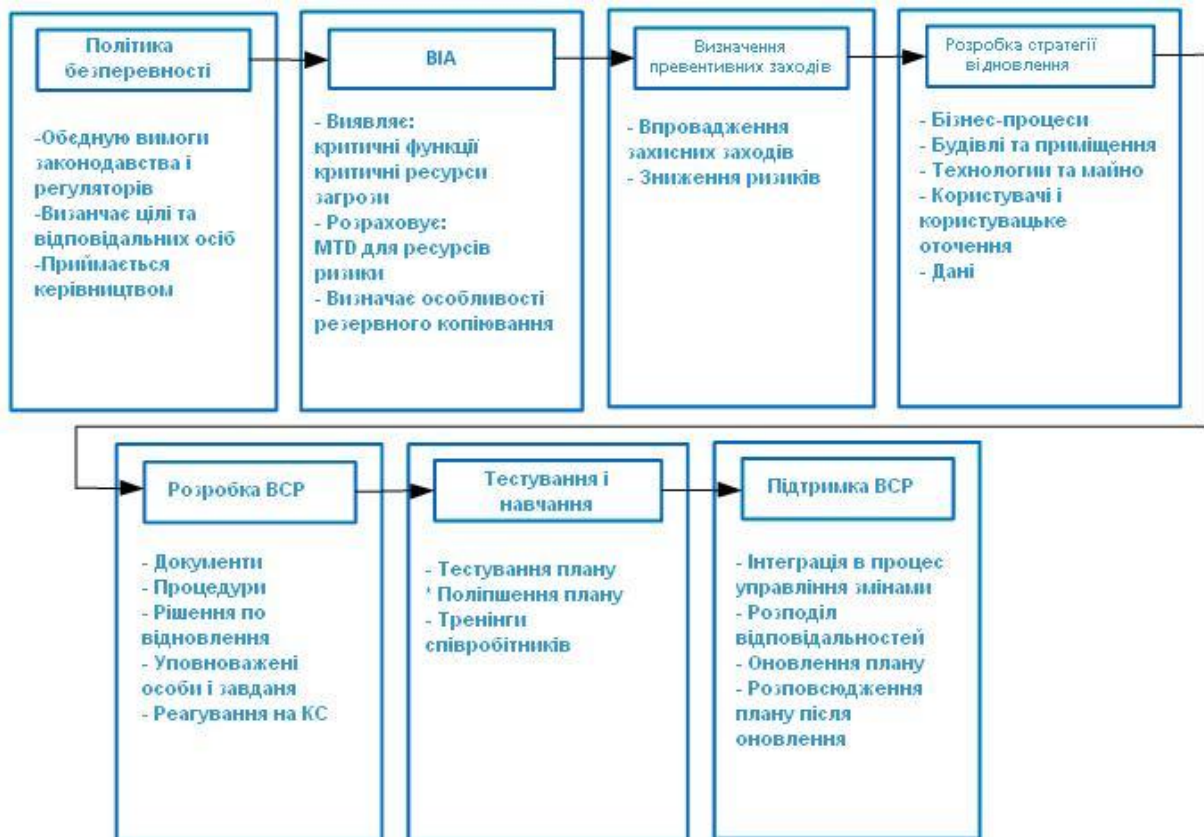 Політика
безперевності
-Обєдную вимоги
законодавства і
регуляторів
-Визанчає цілі та
відповідальних осіб
-Приймається
керівництвом
BIA
- Виявляє:
критичні функції
критичні ресурси
загрози
- Розраховує:
MTD для ресурсів
ризики
- Визначає особливості
резервного копіювання
Визначення
превентивних заходів
- Впровадження
захисних заходів
- Зниження ризиків
Розробка стратегії
відновлення
- Бізнес-процеси
- Будівлі та приміщення
- Технологии та майно
- Користувачі і
користувацьке
оточення
- Дані
Розробка BCP
- Документи
- Процедури
- Рішення по
відновлення
- Уповноважені
особи і завданя
- Реагування на КС
Тестування і
навчання
- Тестування плану
* Поліпшення плану
- Тренінги
співробітників
Підтримка BCP
- Інтеграція в процес
управління змінами
- Розподіл
відповідальностей
- Оновлення плану
- Розповсюдження
плану після
оновлення